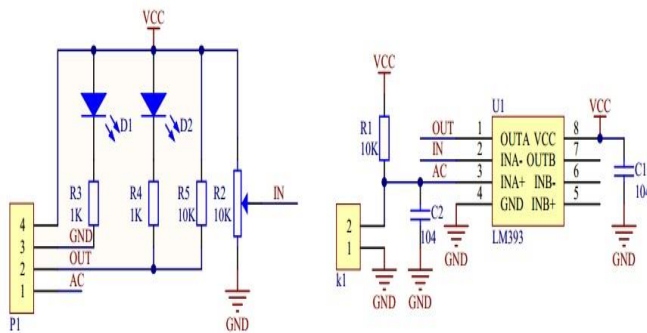 VCC
D1
D2
R3
1K
R4
1K
R5
10K
R2
10K
IN
4
3
2
1
GND
OUT
AC
P1
GND
VCC
R1
10K
OUT
IN
AC
2
1
k1
GND
C2
104
GND
GND
U1
1
2
3
4
OUTA VCC
INA- OUTB
INA+ INB-
GND INB+
8
7
6
5
LM393
VCC
C1
104
GND